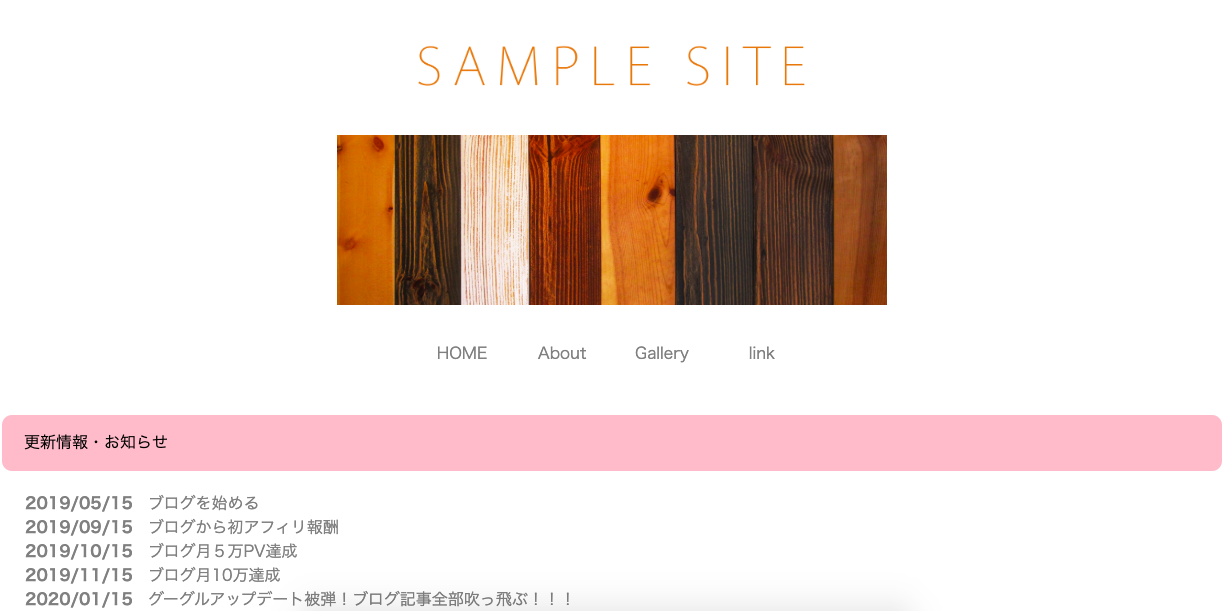 SAMPLE SITE
HOME About Gallery link
更新情報・お知らせ
2019/05/15 ブログを始める
2019/09/15 ブログから初アフィリ報酬
2019/10/15 ブログ月５万PV達成
2019/11/15 ブログ月10万達成
2020/01/15 グーグルアップデート被弾！ブログ記事全部吹っ飛ぶ！！！